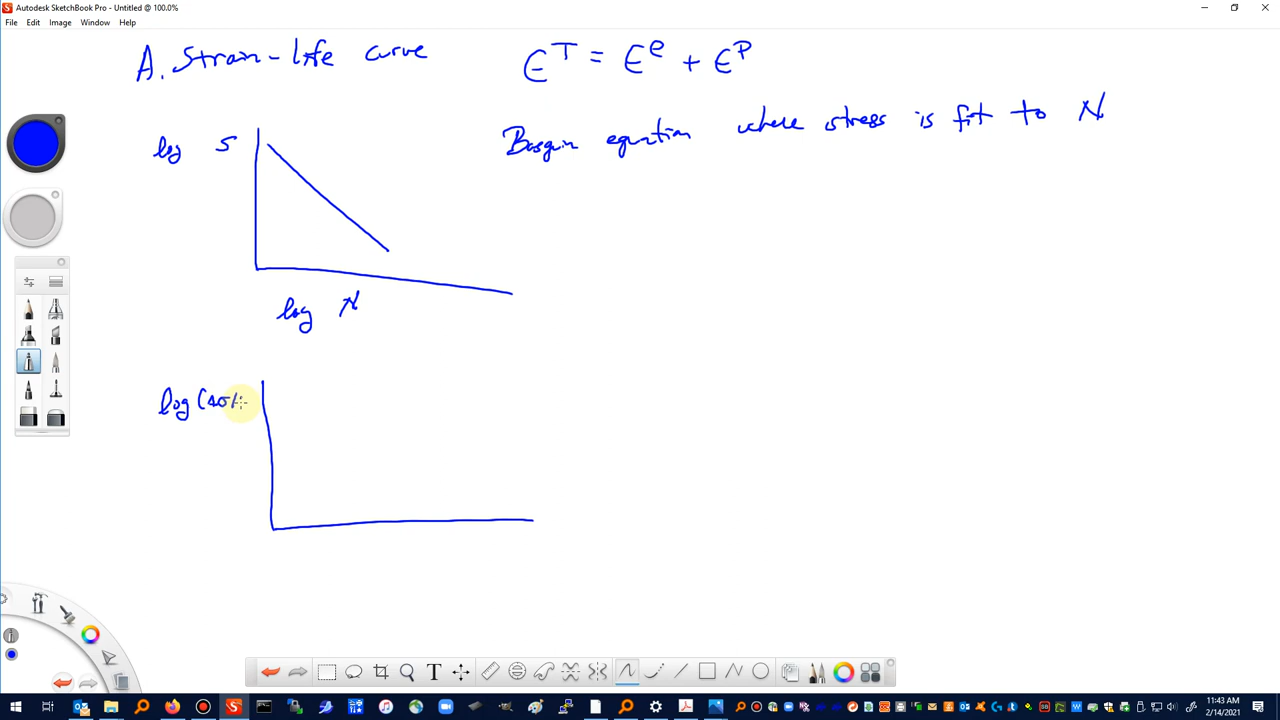 Autodesk SketchBook Pro - Untitled @ 100.0%
File Edit Image Window Help
A. Strain-life curve ϵ^T = ϵ^e + ϵ^p
Basquin equation where stress is fit to N
log S
log N
log (
11:43 AM
2/14/2021